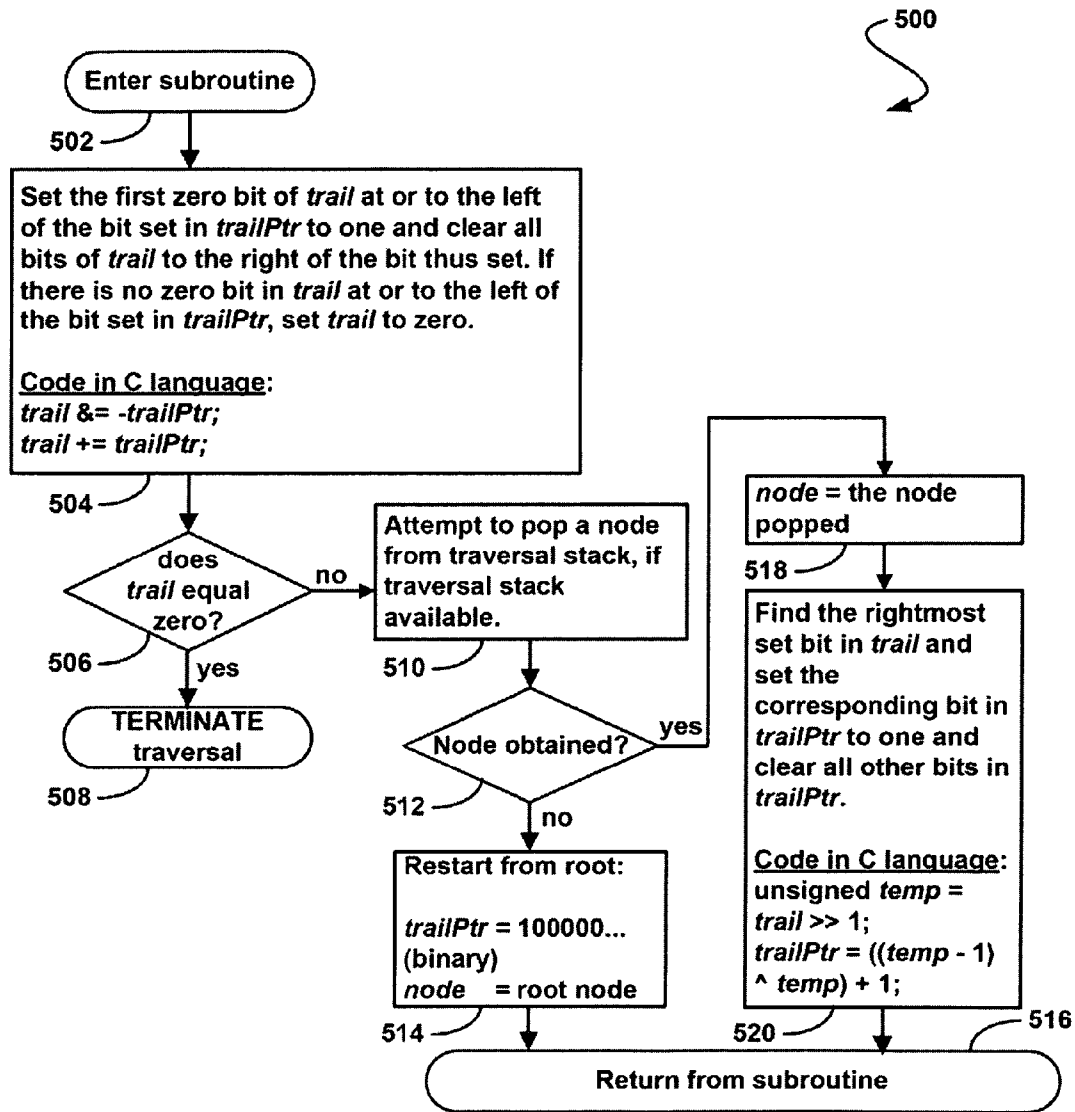 500
Enter subroutine
502
Set the first zero bit of trail at or to the left
of the bit set in trailPtr to one and clear all
bits of trail to the right of the bit thus set. If
there is no zero bit in trail at or to the left of
the bit set in trailPtr, set trail to zero.
Code in C language:
trail &= -trailPtr;
trail += trailPtr;
504
does
trail equal
zero?
506
no
yes
TERMINATE
traversal
508
Attempt to pop a node
from traversal stack, if
traversal stack
available.
510
Node obtained?
512
yes
no
Restart from root:
trailPtr = 100000...
(binary)
node = root node
514
node = the node
popped
518
Find the rightmost
set bit in trail and
set the
corresponding bit in
trailPtr to one and
clear all other bits in
trailPtr.
Code in C language:
unsigned temp =
trail >> 1;
trailPtr = ((temp - 1)
^ temp) + 1;
520
516
Return from subroutine